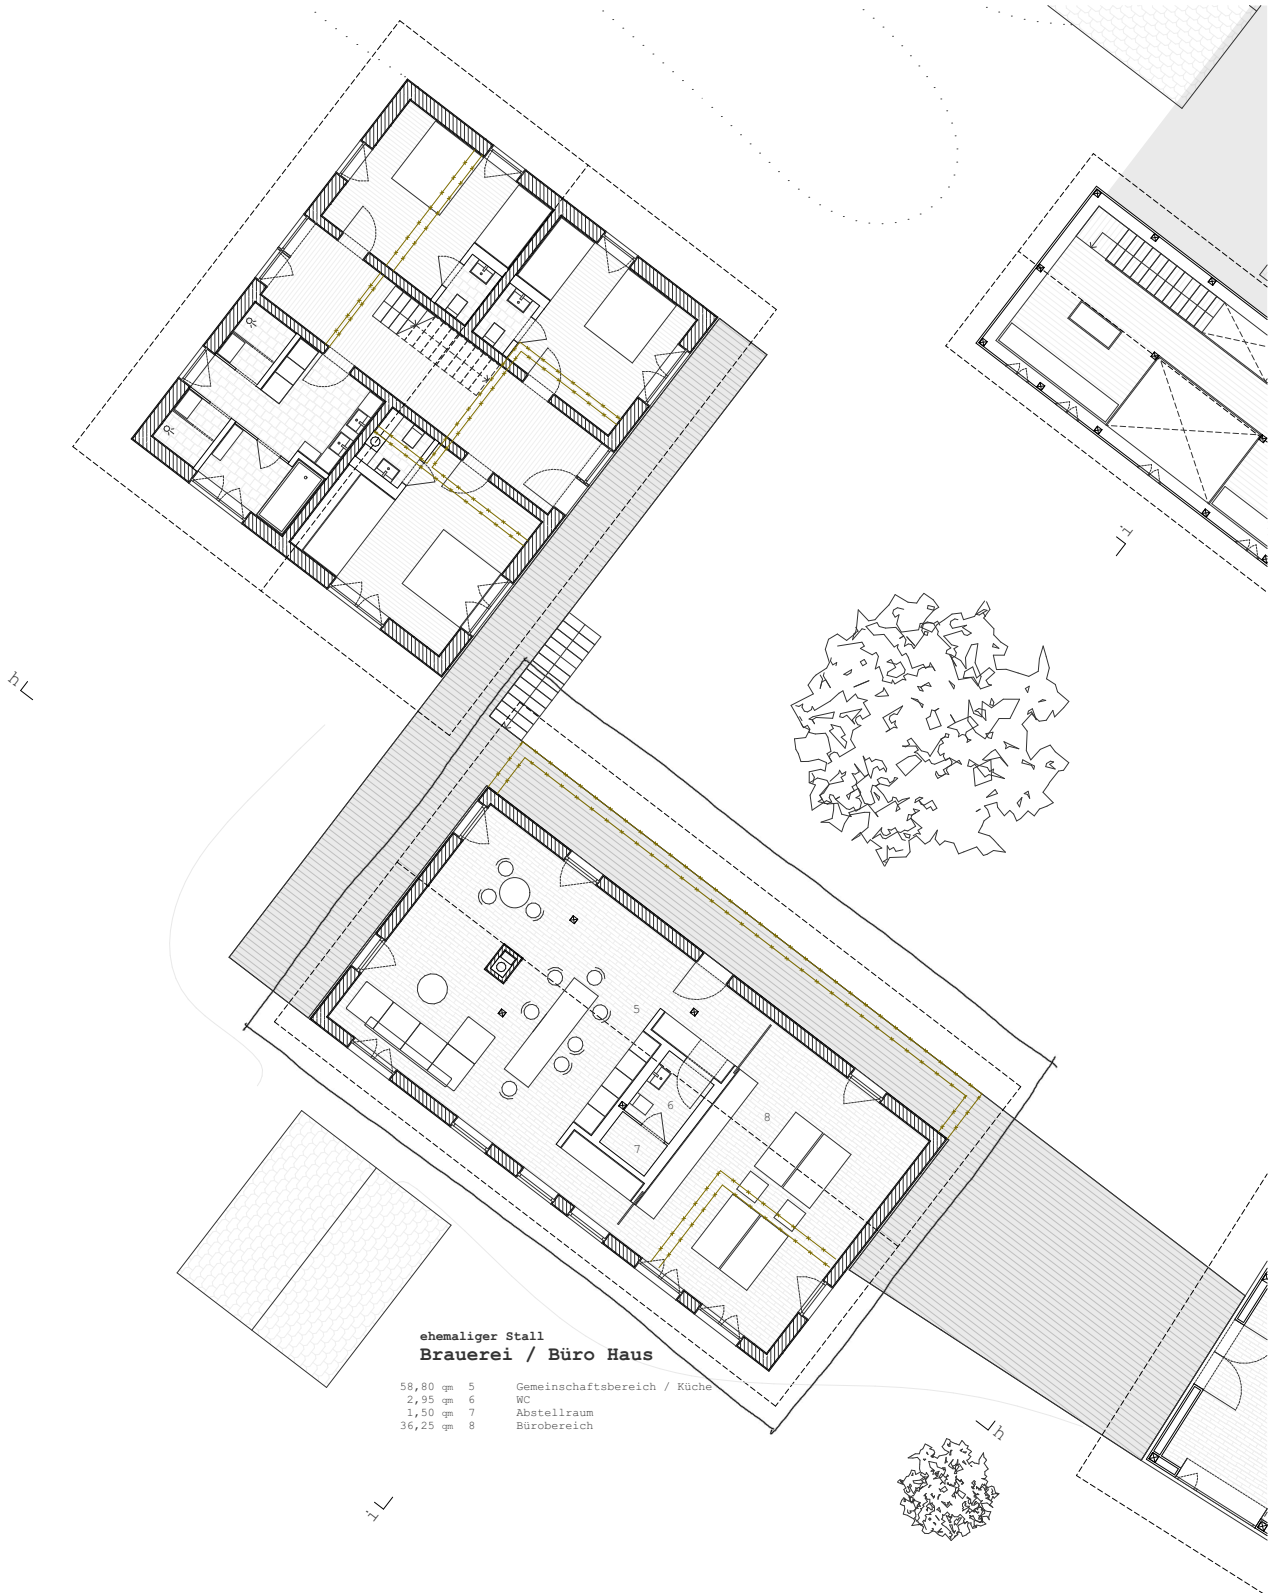 i
h
5
6
8
7
ehemaliger Stall
Brauerei / Büro Haus
58,80 qm 5 Gemeinschaftsbereich / Küche
2,95 qm 6 WC
1,50 qm 7 Abstellraum
36,25 qm 8 Bürobereich
h
i